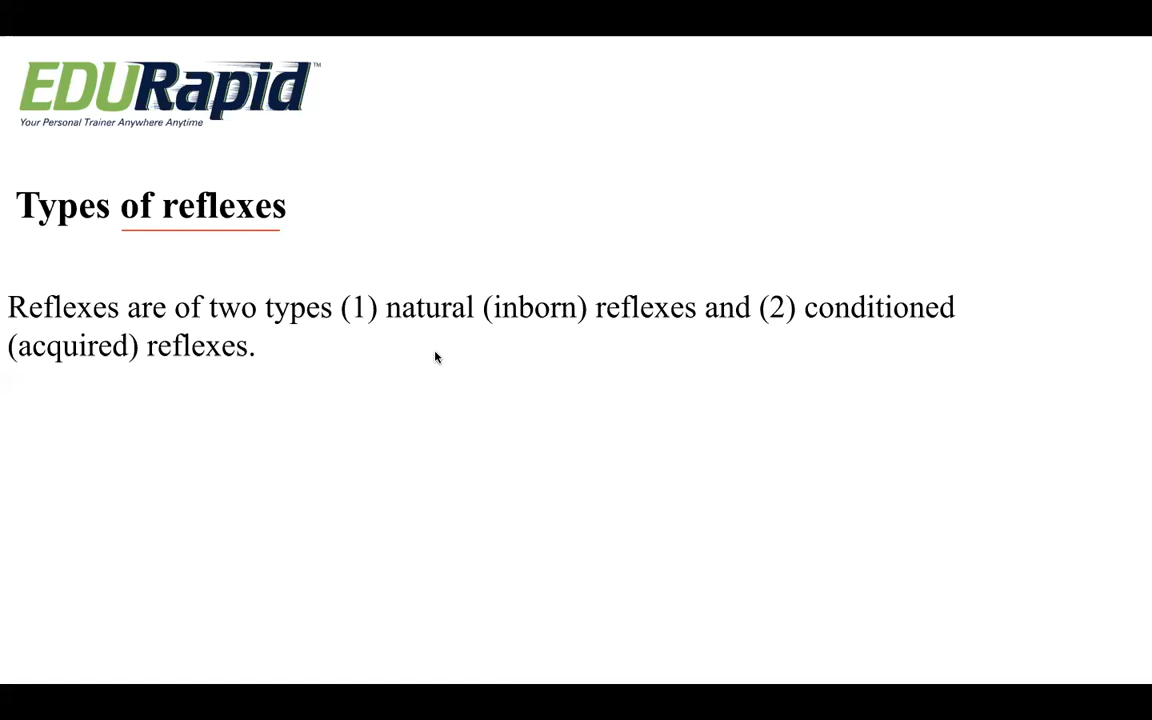 EDURapid™
Your Personal Trainer Anywhere Anytime
Types of reflexes
Reflexes are of two types (1) natural (inborn) reflexes and (2) conditioned
(acquired) reflexes.